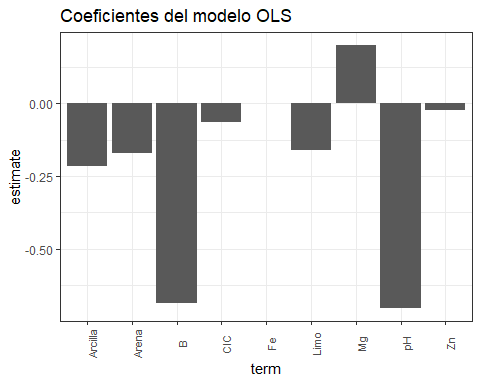 Coeficientes del modelo OLS
0.00
-0.25
-0.50
estimate
Arcilla
Arena
B
CIC
Fe
Limo
Mg
pH
Zn
term